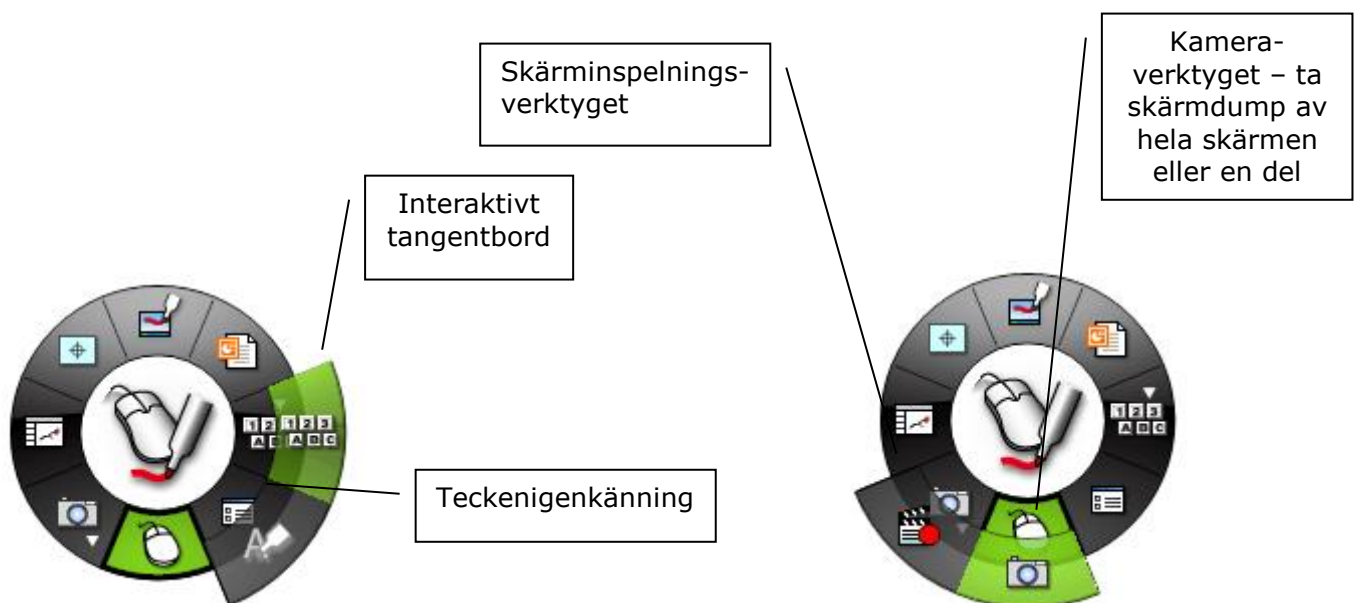 Skärminspelnings-
verktyget
Kamera-
verktyget – ta
skärmdump av
hela skärmen
eller en del
Interaktivt
tangentbord
Teckenigenkänning